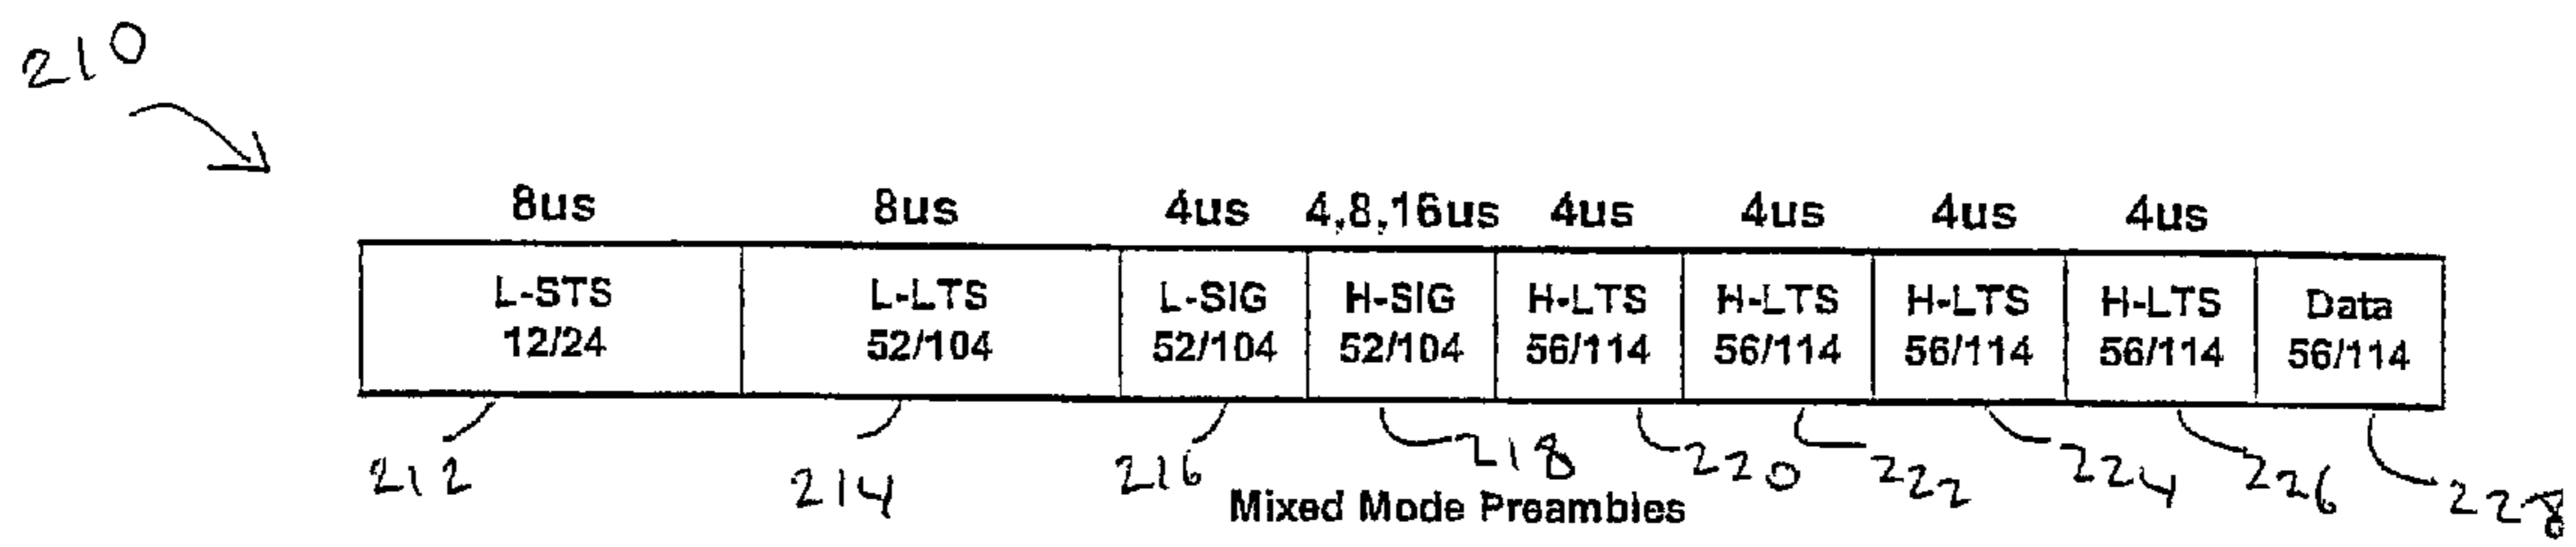 210
8us 8us 4us 4,8,16us 4us 4us 4us 4us
L-STS L-LTS L-SIG H-SIG H-LTS H-LTS H-LTS H-LTS Data
12/24 52/104 52/104 52/104 56/114 56/114 56/114 56/114 56/114
212 214 216 218 220 222 224 226 228
Mixed Mode Preambles